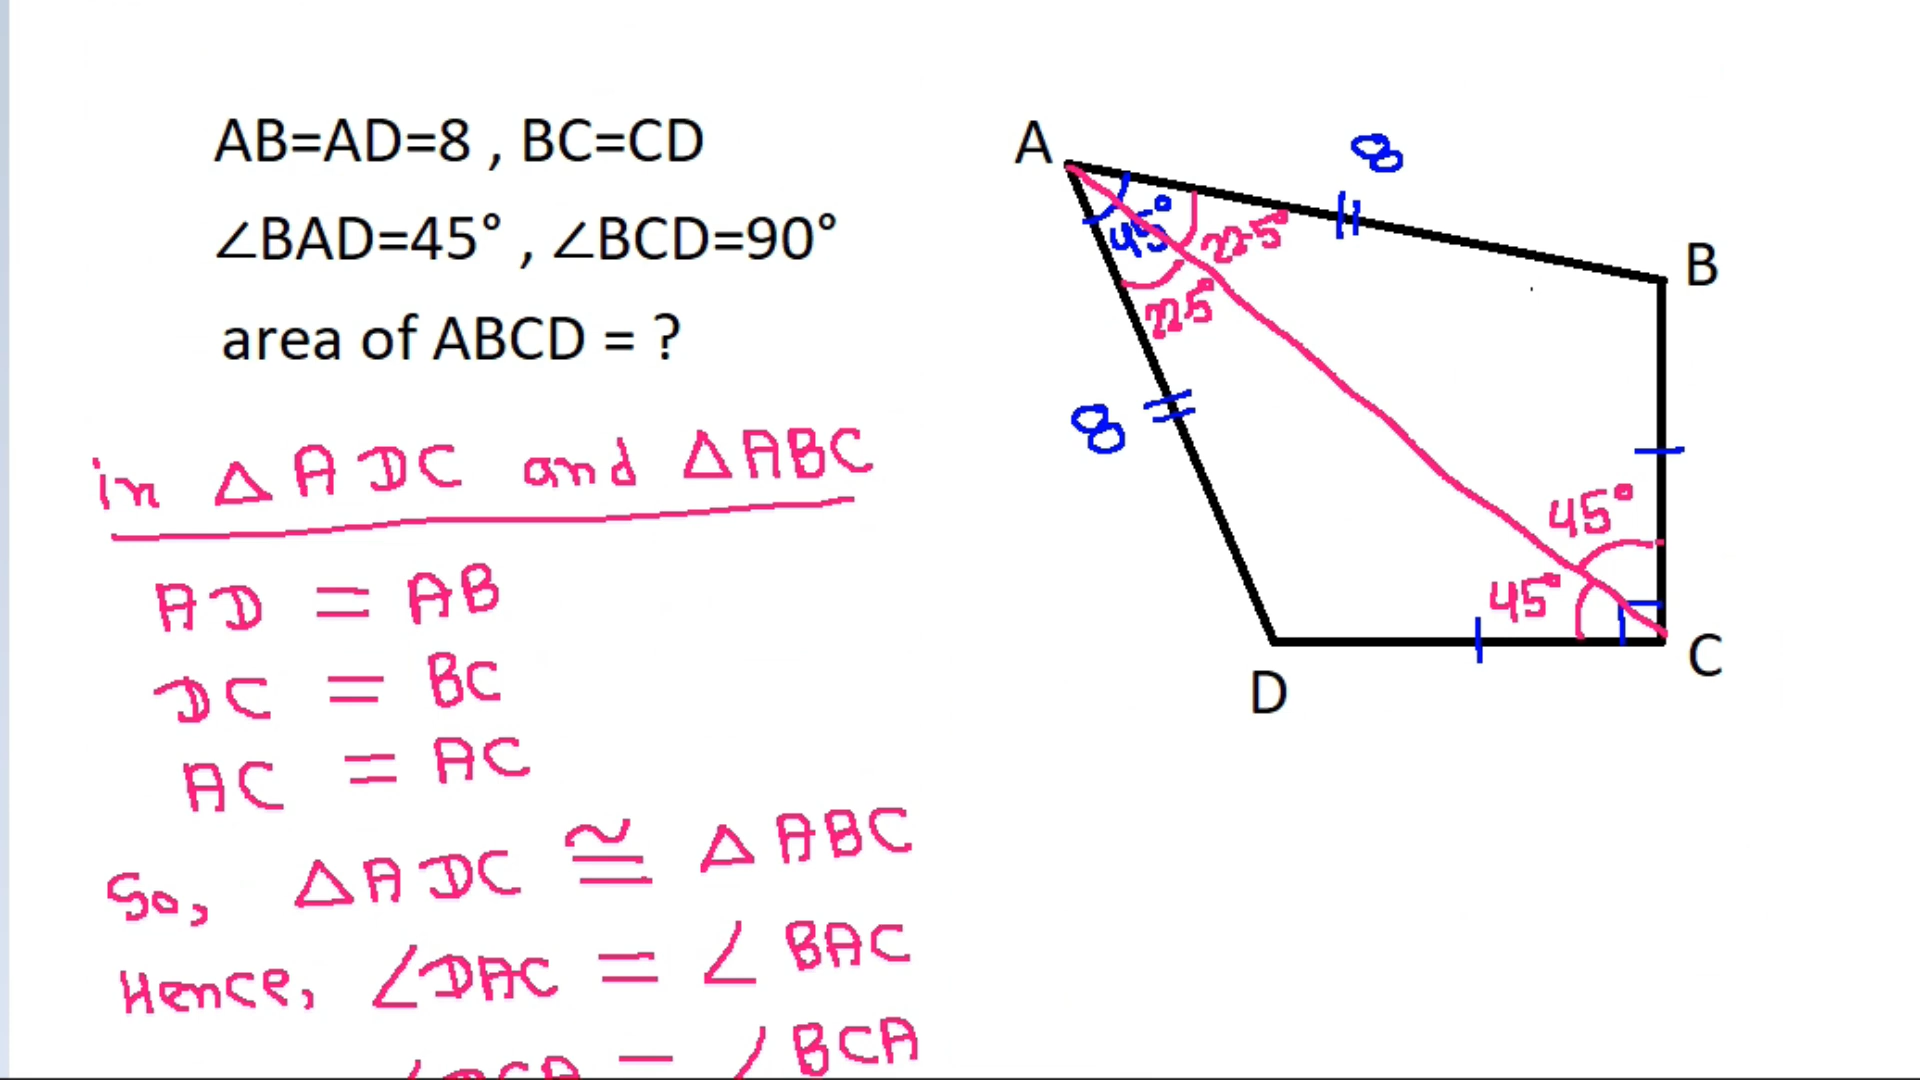 AB=AD=8 , BC=CD
∠BAD=45° , ∠BCD=90°
area of ABCD = ?
in △ ADC and △ABC
AD = AB
DC = BC
AC = AC
So, △ADC ≅ △ABC
Hence, ∠DAC = ∠BAC
∠DCA = ∠BCA
A
8
B
45°
22.5°
22.5°
8
45°
45°
C
D